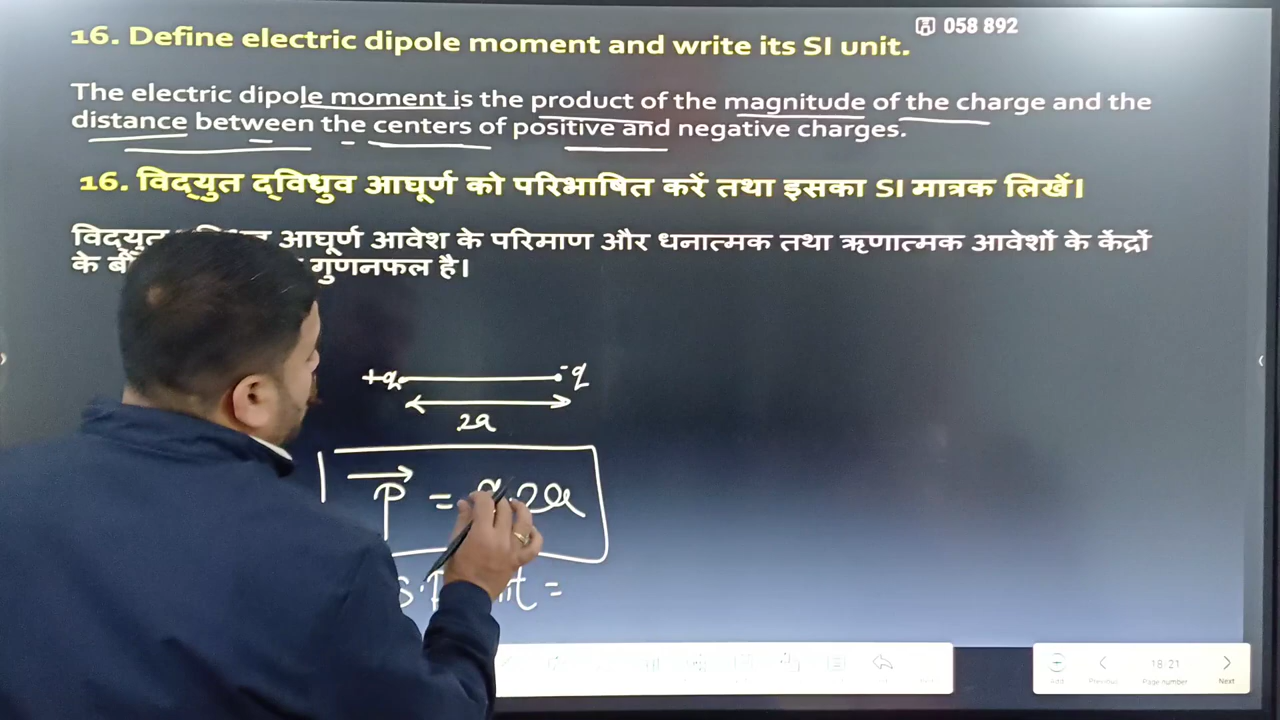 058 892
16. Define electric dipole moment and write its SI unit.
The electric dipole moment is the product of the magnitude of the charge and the
distance between the centers of positive and negative charges.
16. विद्युत द्विध्रुव आघूर्ण को परिभाषित करें तथा इसका SI मात्रक लिखें।
विद्युत आघूर्ण आवेश के परिमाण और धनात्मक तथा ऋणात्मक आवेशों के केंद्रों
के गुणनफल है।
+q -q
2a
P = q.2a
S.I unit =
Add Previous 18:21 Page number Next